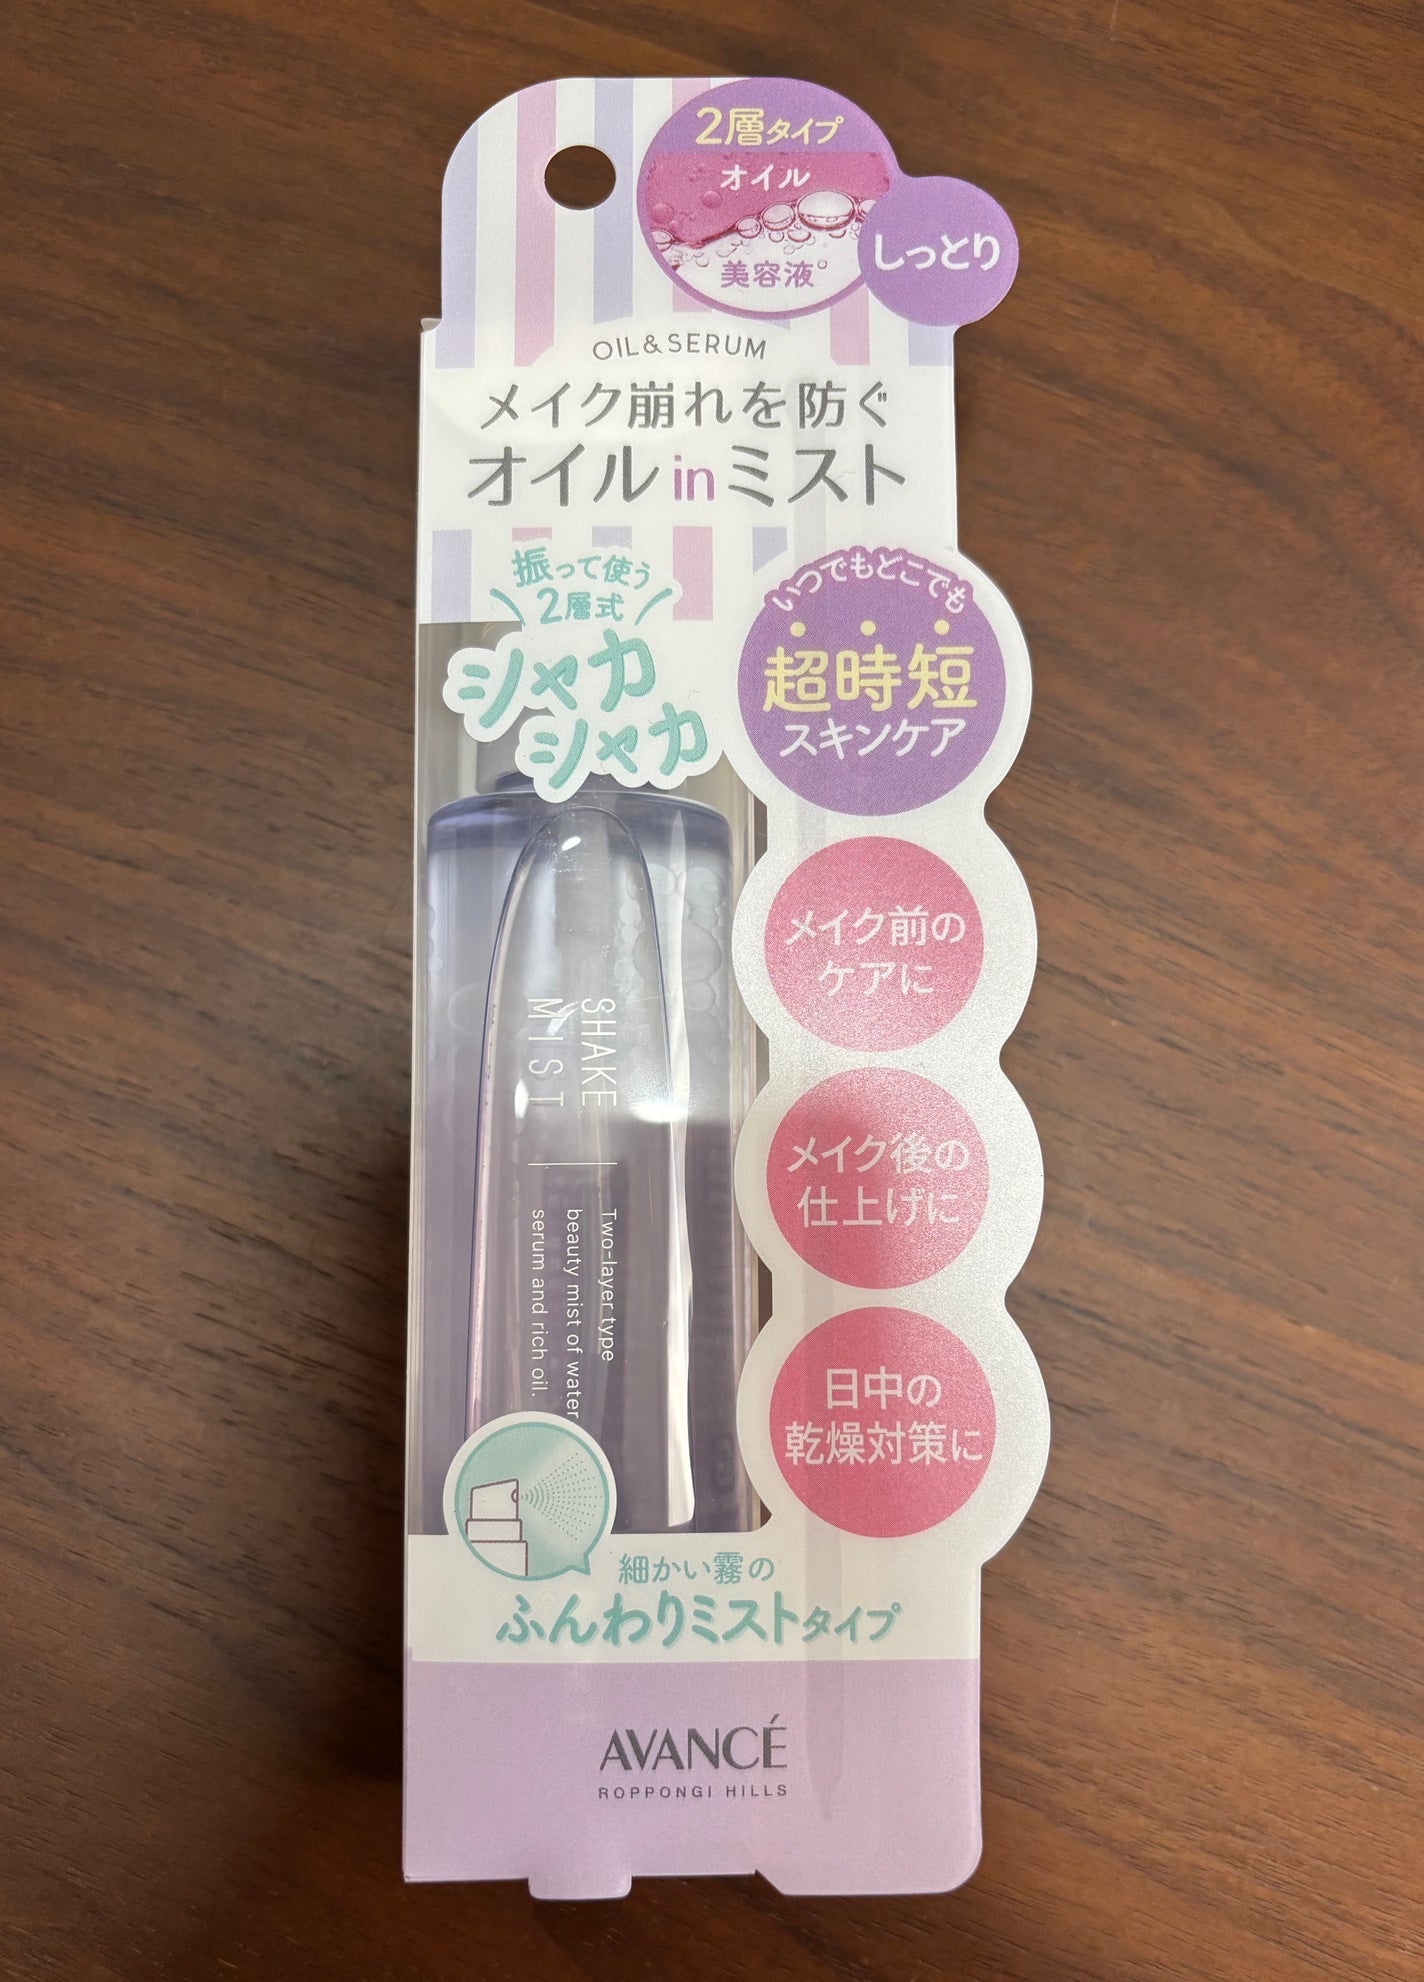 2層タイプ
オイル
美容液
しっとり
OIL&SERUM
メイク崩れを防ぐ
オイルinミスト
振って使う
2層式
シャカ
シャカ
いつでもどこでも
超時短
スキンケア
メイク前の
ケアに
メイク後の
仕上げに
日中の
乾燥対策に
SHAKE
MIST
Two-layer type
beauty mist of water
serum and rich oil.
細かい霧の
ふんわりミストタイプ
AVANCÉ
ROPPONGI HILLS